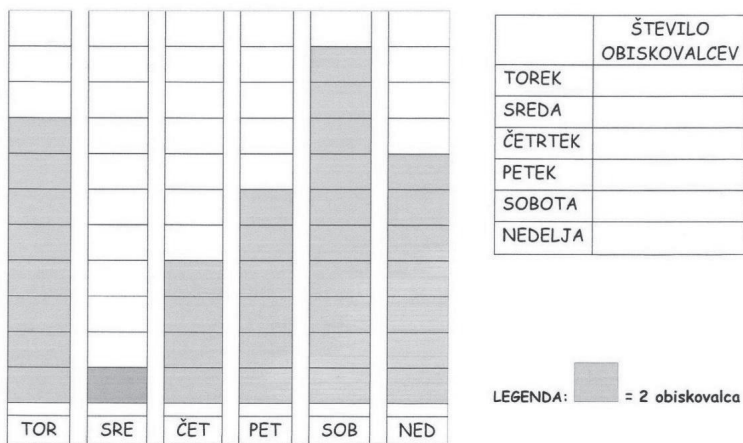 ŠTEVILO
OBISKOVALCEV
TOREK
SREDA
ČETRTEK
PETEK
SOBOTA
NEDELJA
LEGENDA: = 2 obiskovalca
TOR SRE ČET PET SOB NED